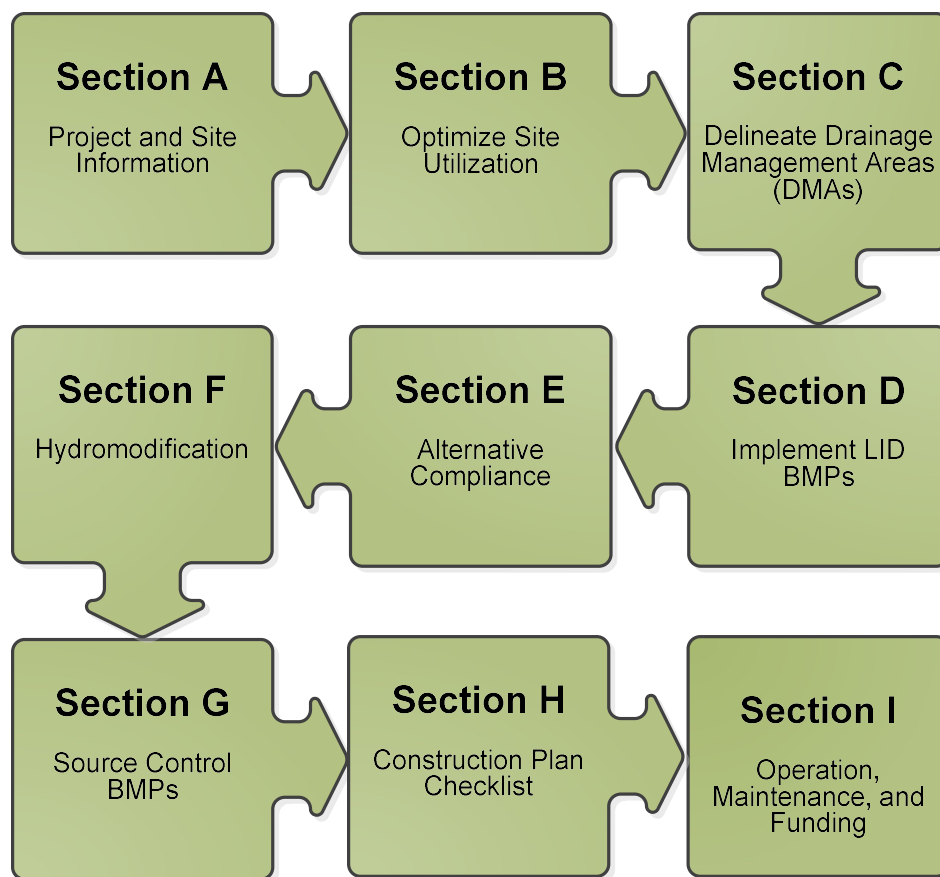 Section A
Project and Site
Information
Section B
Optimize Site
Utilization
Section C
Delineate Drainage
Management Areas
(DMAs)
Section D
Implement LID
BMPs
Section E
Alternative
Compliance
Section F
Hydromodification
Section G
Source Control
BMPs
Section H
Construction Plan
Checklist
Section I
Operation,
Maintenance, and
Funding